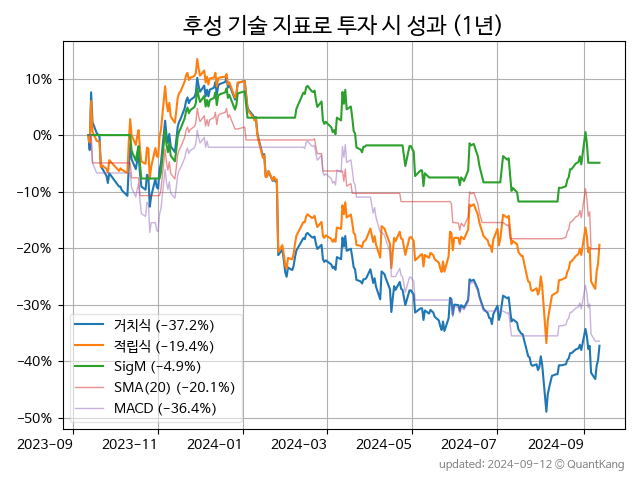 후성 기술 지표로 투자 시 성과 (1년)
10%
0%
−10%
−20%
−30%
−40%
−50%
거치식 (−37.2%)
적립식 (−19.4%)
SigM (−4.9%)
SMA(20) (−20.1%)
MACD (−36.4%)
2023-09
2023-11
2024-01
2024-03
2024-05
2024-07
2024-09
updated: 2024-09-12 © QuantKang